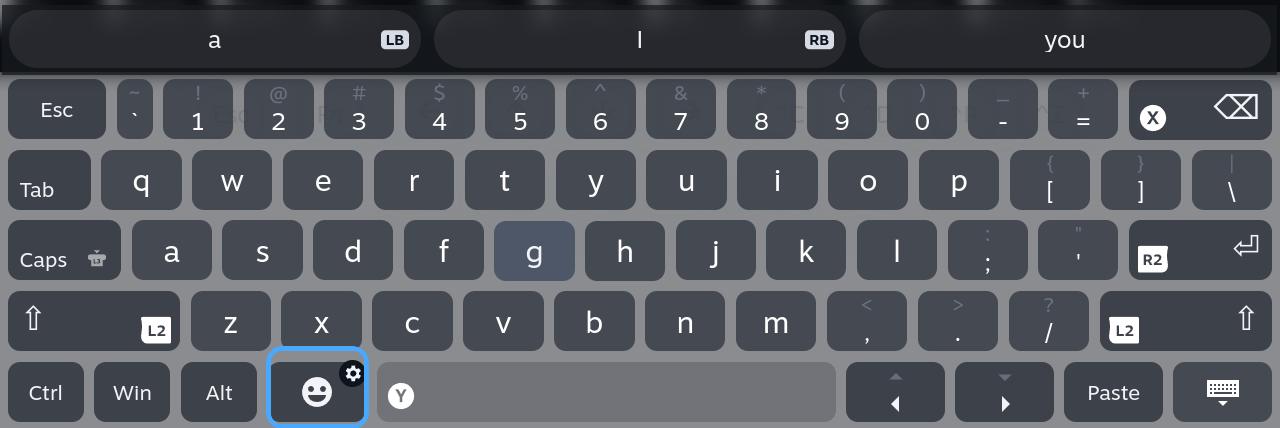 a LB I RB you
~ ! @ # $ % ^ & * ( ) _ +
Esc ` 1 2 3 4 5 6 7 8 9 0 - = X
{ } |
Tab q w e r t y u i o p [ ] \
: "
Caps a s d f g h j k l ; ' R2
< > ?
L2 z x c v b n m , . / L2
Ctrl Win Alt Y Paste